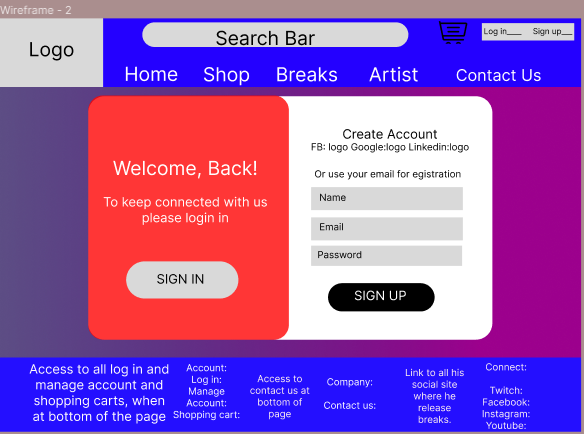 Wireframe - 2
Logo
Search Bar
Log in___ Sign up___
Home Shop Breaks Artist Contact Us
Welcome, Back!
To keep connected with us
please login in
SIGN IN
Create Account
FB: logo Google:logo Linkedin:logo
Or use your email for egistration
Name
Email
Password
SIGN UP
Access to all log in and
manage account and
shopping carts, when
at bottom of the page
Account:
Log in:
Manage
Account:
Shopping cart:
Access to
contact us at
bottom of
page
Company:
Contact us:
Link to all his
social site
where he
release
breaks.
Connect:
Twitch:
Facebook:
Instagram:
Youtube: